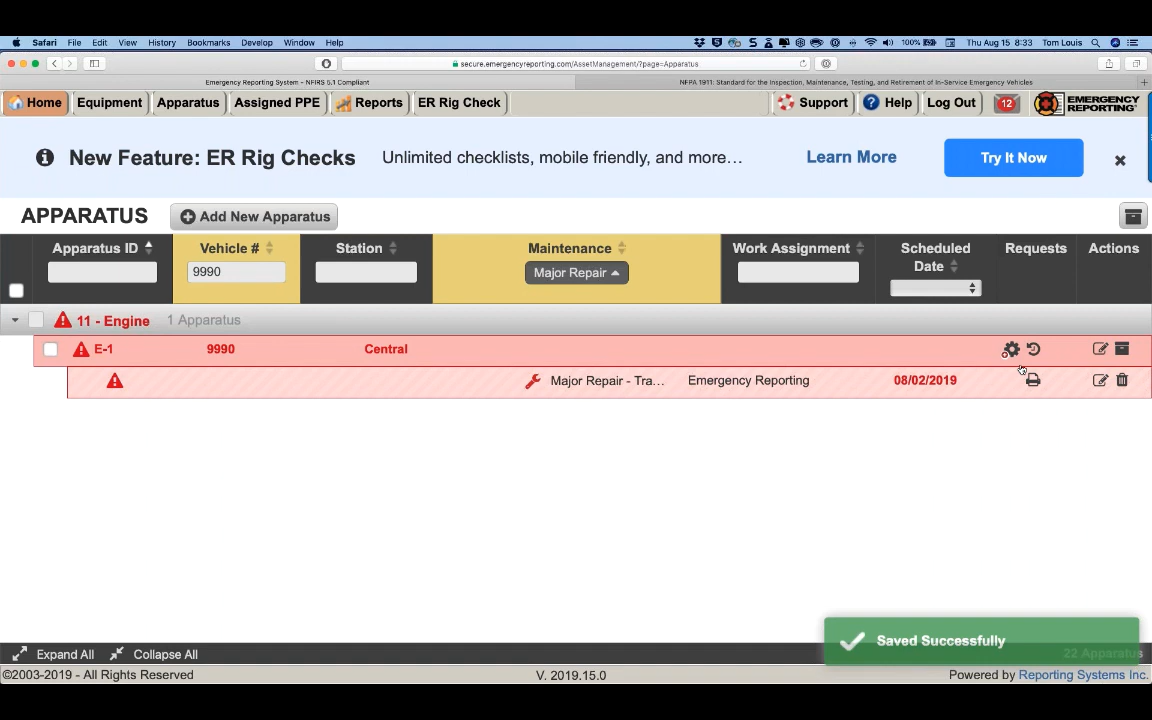 Safari File Edit View History Bookmarks Develop Window Help 100% Thu Aug 15 8:33 Tom Louis
secure.emergencyreporting.com/AssetManagement/?page=Apparatus
Emergency Reporting System - NFIRS 5.1 Compliant NFPA 1911: Standard for the Inspection, Maintenance, Testing, and Retirement of In-Service Emergency Vehicles
Home Equipment Apparatus Assigned PPE Reports ER Rig Check Support Help Log Out 12 EMERGENCY
REPORTING
New Feature: ER Rig Checks Unlimited checklists, mobile friendly, and more… Learn More Try It Now
APPARATUS Add New Apparatus
Apparatus ID Vehicle # Station Maintenance Work Assignment Scheduled Date Requests Actions
9990 Major Repair
11 - Engine 1 Apparatus
E-1 9990 Central
Major Repair - Tra… Emergency Reporting 08/02/2019
Saved Successfully
Expand All Collapse All 22 Apparatus
©2003-2019 - All Rights Reserved V. 2019.15.0 Powered by Reporting Systems Inc.